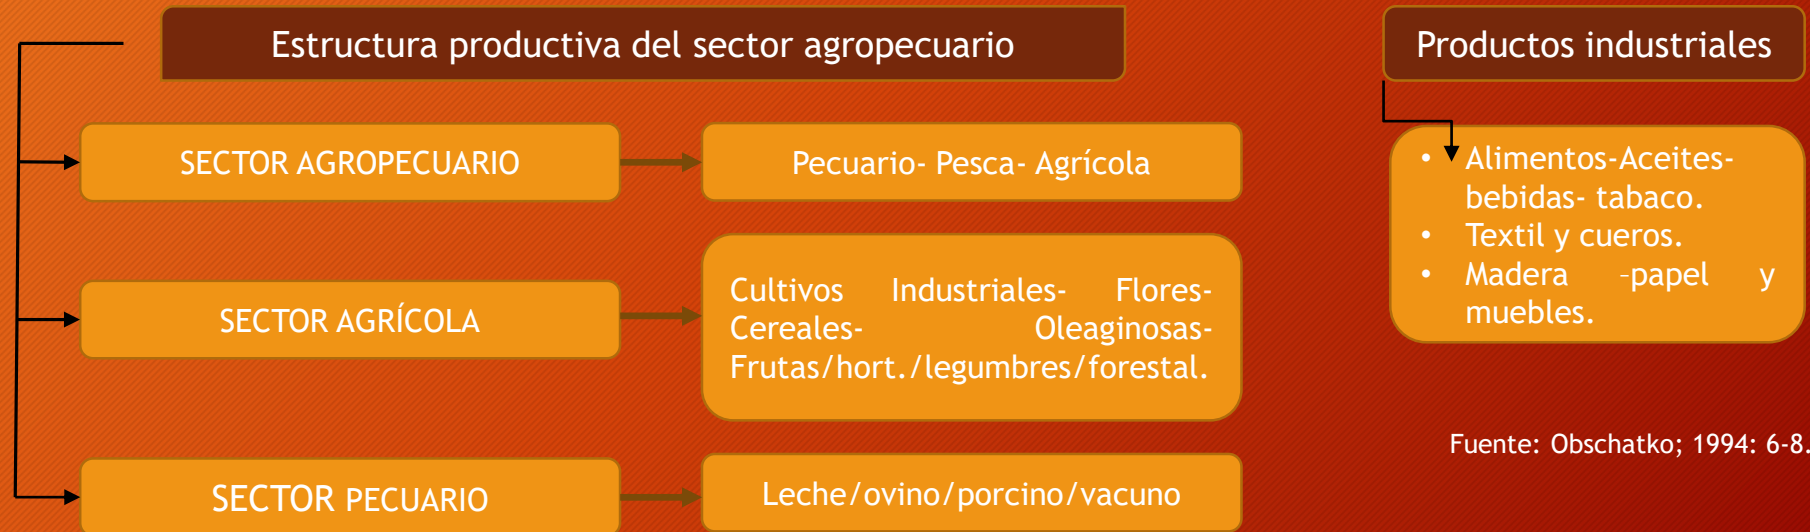 Estructura productiva del sector agropecuario
Productos industriales
SECTOR AGROPECUARIO
Pecuario- Pesca- Agrícola
• Alimentos-Aceites-
bebidas- tabaco.
• Textil y cueros.
• Madera –papel y
muebles.
SECTOR AGRÍCOLA
Cultivos Industriales- Flores-
Cereales- Oleaginosas-
Frutas/hort./legumbres/forestal.
Fuente: Obschatko; 1994: 6-8.
SECTOR PECUARIO
Leche/ovino/porcino/vacuno